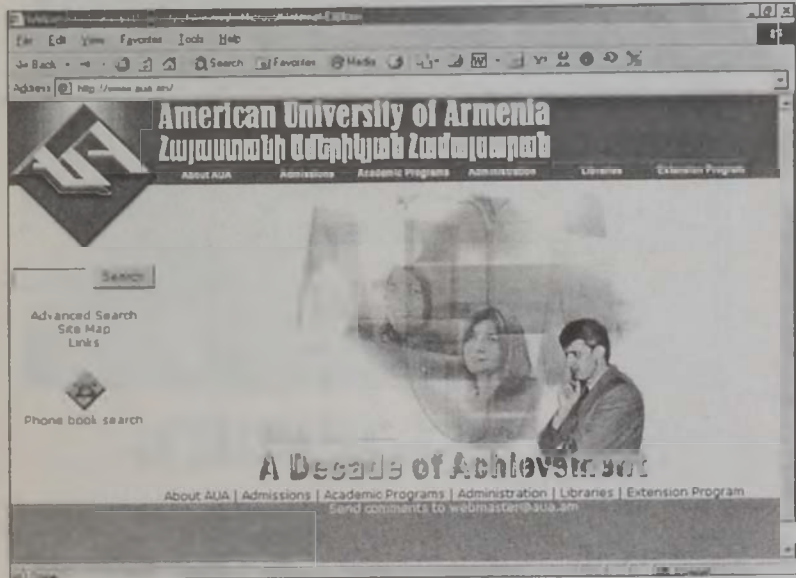 Internet Explorer
File Edit View Favorites Tools Help
Back Search Favorites Media
Address http://www.aua.am/
American University of Armenia
Հայաստանի Ամերիկյան Համալսարան
About AUA Admissions Academic Programs Administration Libraries Extension Program
Search
Advanced Search
Site Map
Links
Phone book search
A Decade of Achievement
About AUA | Admissions | Academic Programs | Administration | Libraries | Extension Program
Send comments to webmaster@aua.am
Internet